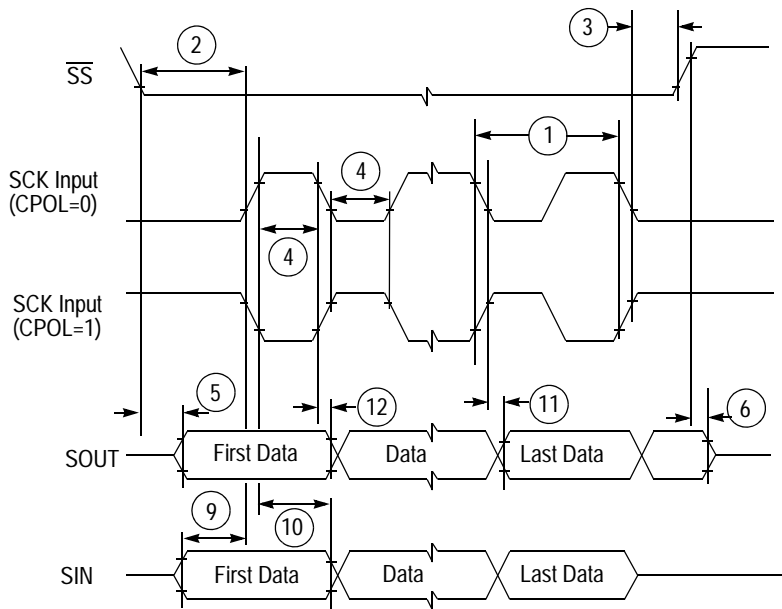 2
3
S̅S̅
1
SCK Input
(CPOL=0)
4
4
SCK Input
(CPOL=1)
5
12
11
6
SOUT
First Data
Data
Last Data
9
10
SIN
First Data
Data
Last Data